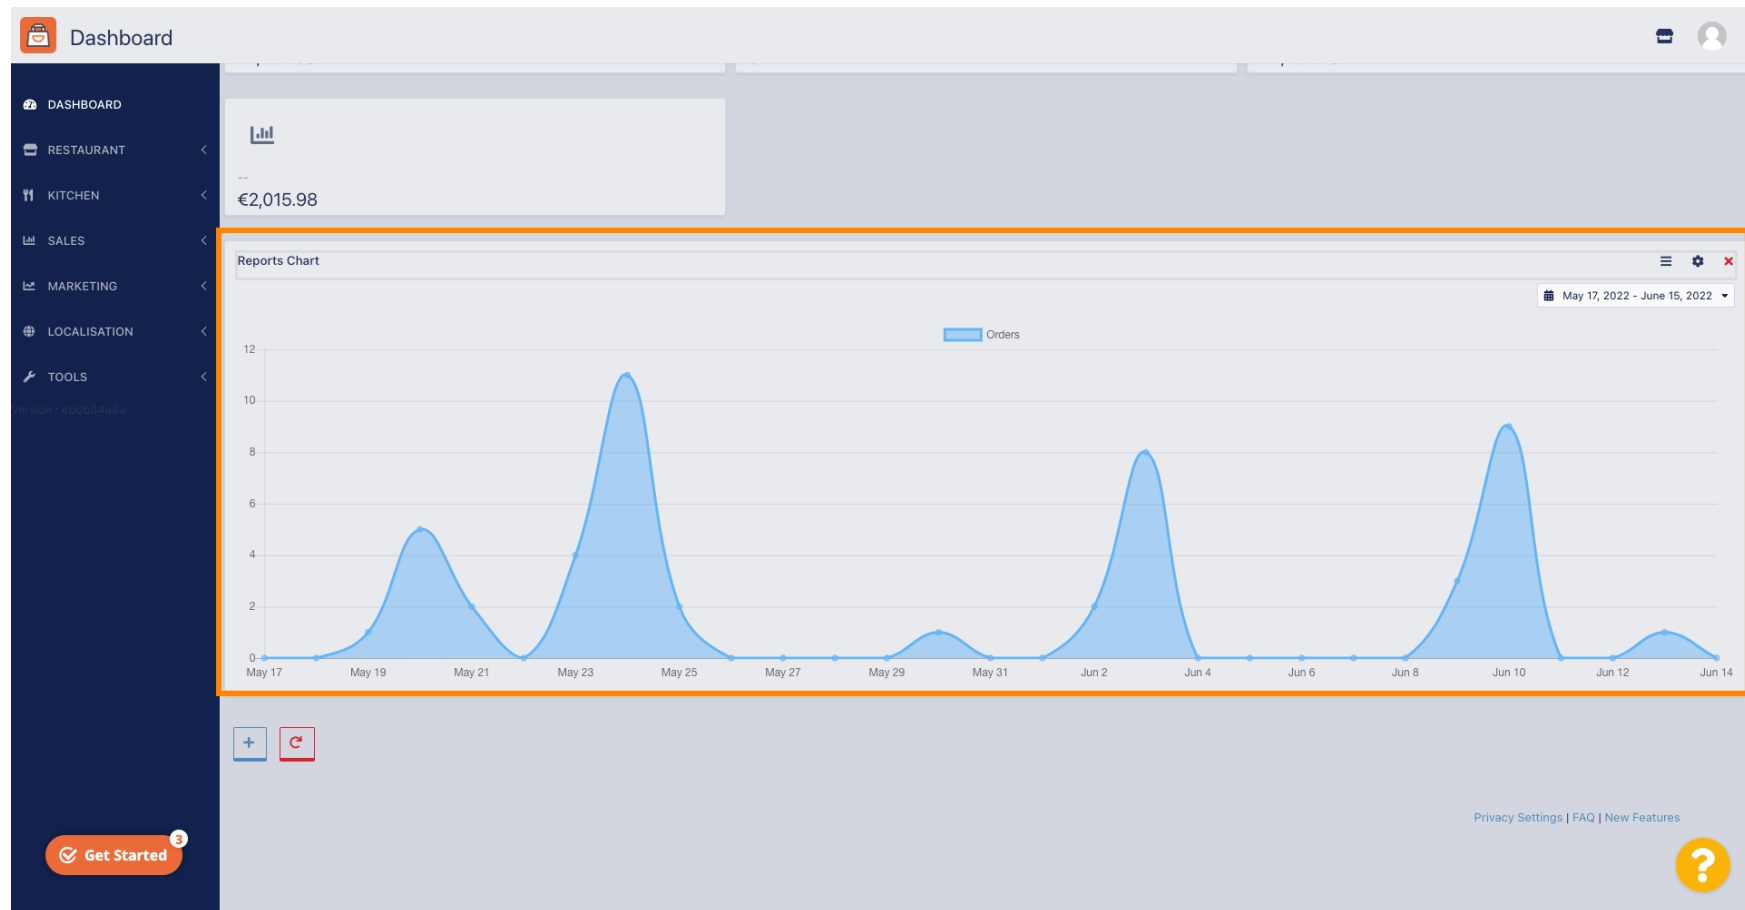 Dashboard
DASHBOARD
RESTAURANT
KITCHEN
SALES
MARKETING
LOCALISATION
TOOLS
Version : eb0b84a8a
--
€2,015.98
Reports Chart
May 17, 2022 - June 15, 2022
Orders
12
10
8
6
4
2
0
May 17 May 19 May 21 May 23 May 25 May 27 May 29 May 31 Jun 2 Jun 4 Jun 6 Jun 8 Jun 10 Jun 12 Jun 14
Privacy Settings | FAQ | New Features
3
Get Started
?